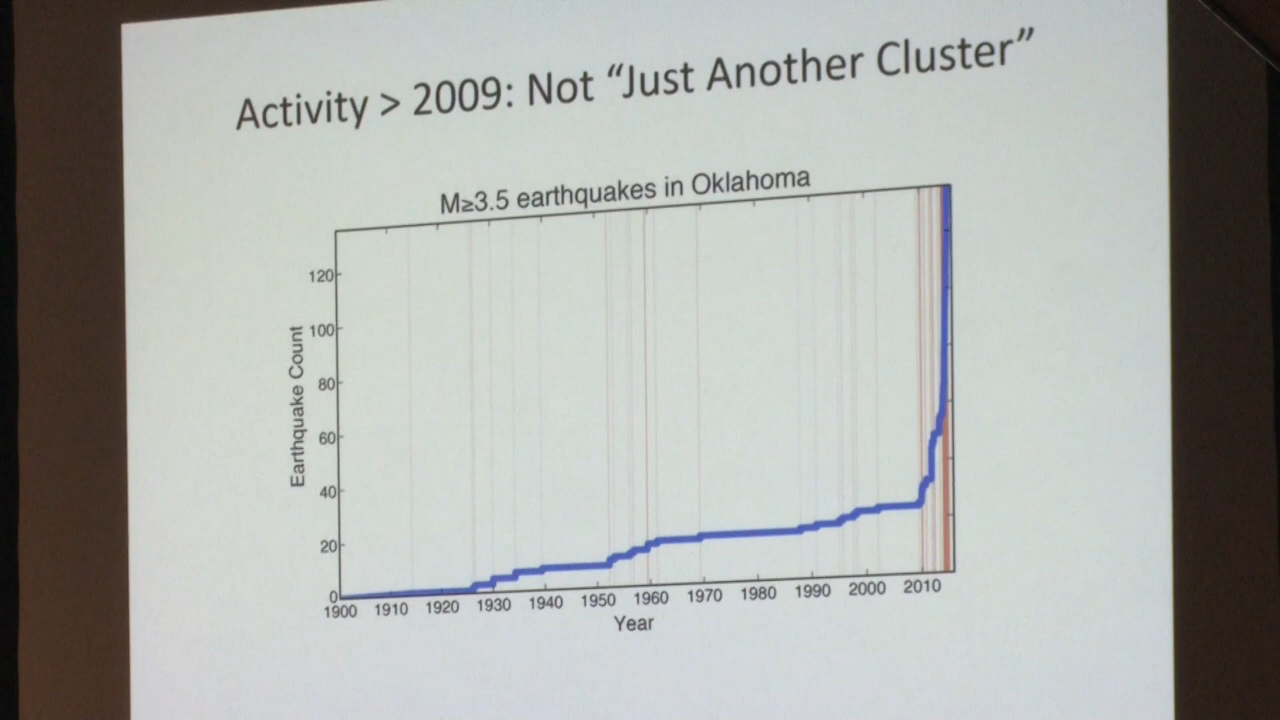 Activity > 2009: Not “Just Another Cluster”
M≥3.5 earthquakes in Oklahoma
Earthquake Count
120
100
80
60
40
20
0
1900 1910 1920 1930 1940 1950 1960 1970 1980 1990 2000 2010
Year